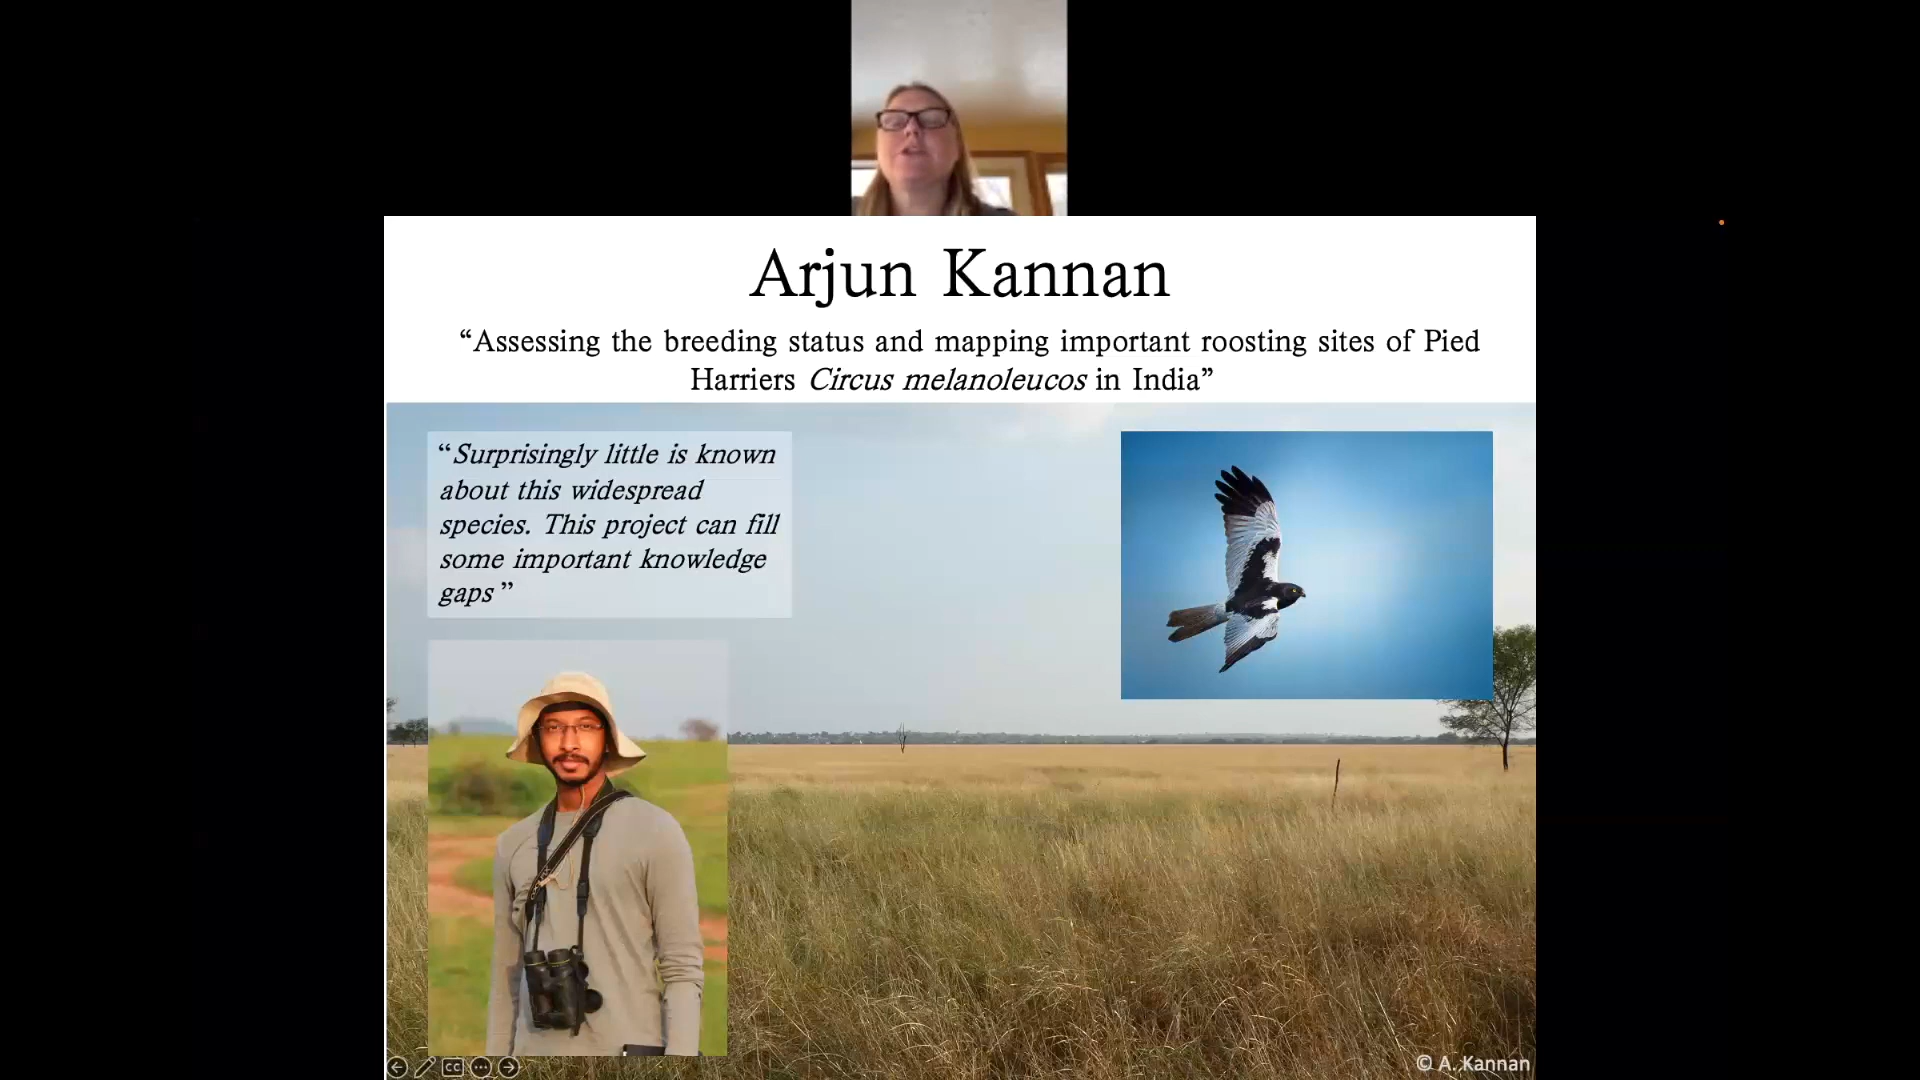 Arjun Kannan
“Assessing the breeding status and mapping important roosting sites of Pied
Harriers Circus melanoleucos in India”
“Surprisingly little is known
about this widespread
species. This project can fill
some important knowledge
gaps”
CC
© A. Kannan